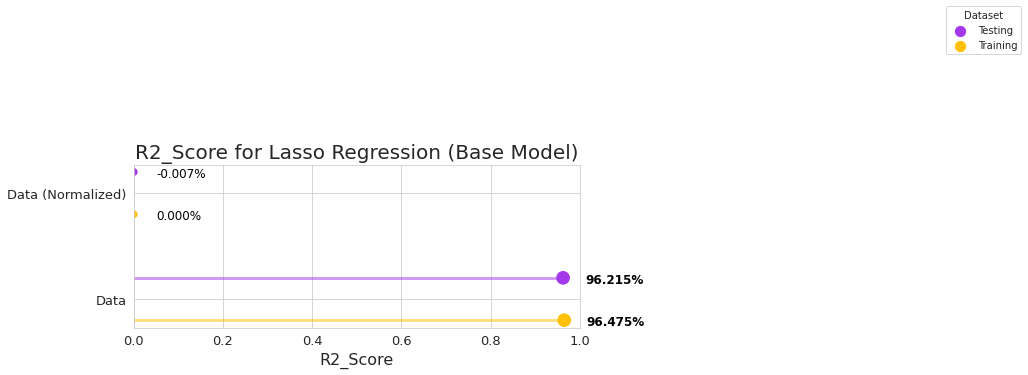 Dataset
Testing
Training
R2_Score for Lasso Regression (Base Model)
Data (Normalized)
-0.007%
0.000%
96.215%
Data
96.475%
0.0 0.2 0.4 0.6 0.8 1.0
R2_Score